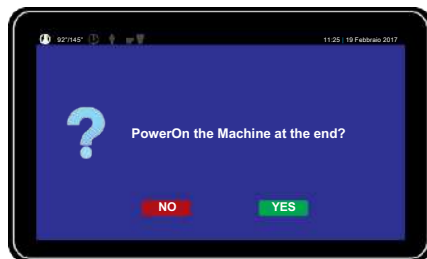 92°/145° 11:25 | 19 Febbraio 2017
PowerOn the Machine at the end?
NO YES